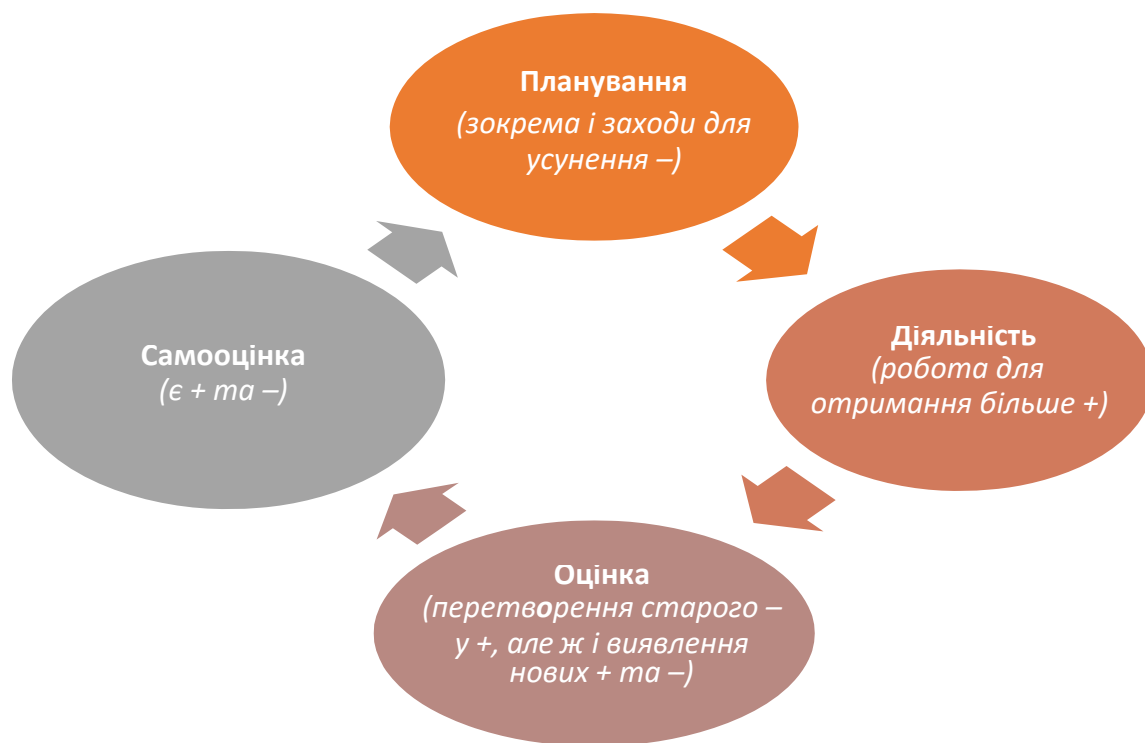 Планування
(зокрема і заходи для
усунення –)
Діяльність
(робота для
отримання більше +)
Оцінка
(перетворення старого –
у +, але ж і виявлення
нових + та –)
Самооцінка
(є + та –)